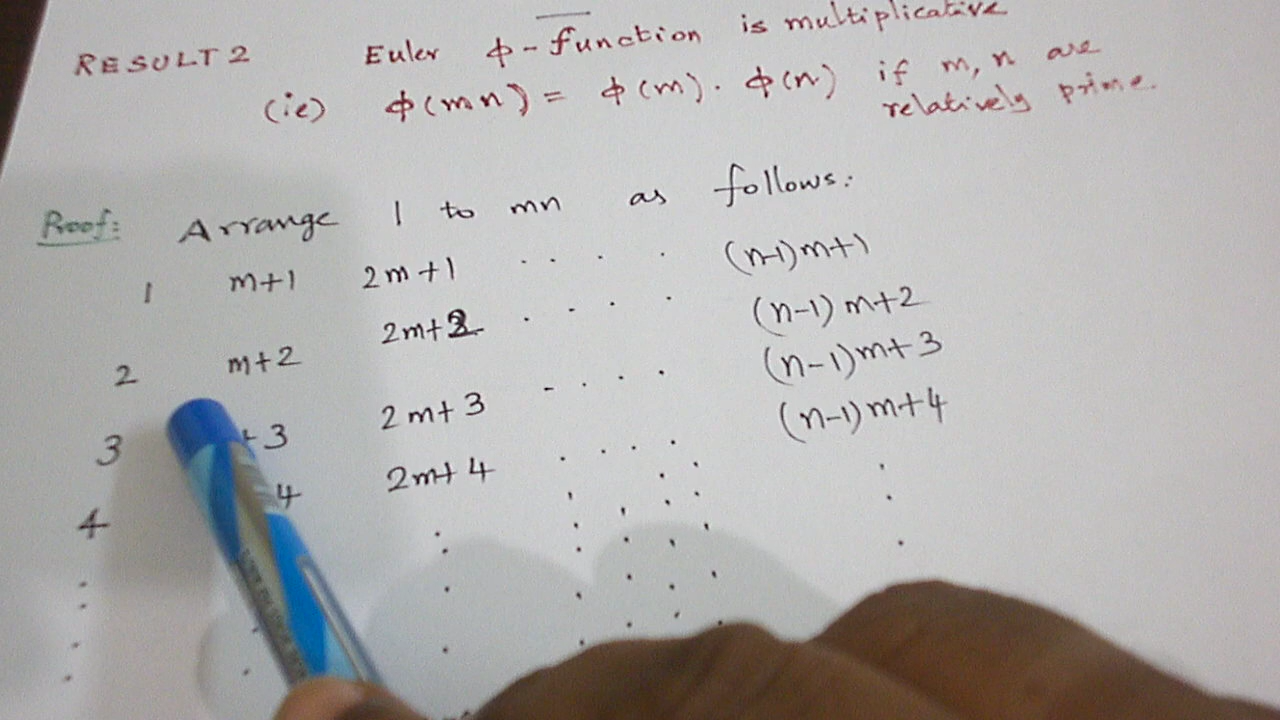 RESULT 2 Euler ϕ-function is multiplicative
(ie) ϕ(mn) = ϕ(m). ϕ(n) if m, n are relatively prime.
Proof: Arrange 1 to mn as follows:
1 m+1 2m+1 . . . . (n-1)m+1
2 m+2 2m+2 . . . . (n-1)m+2
3 +3 2m+3 - . . . (n-1)m+3
4 4 2m+4 . . . . (n-1)m+4